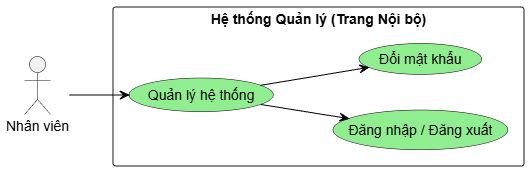 Hệ thống Quản lý (Trang Nội bộ)
Đổi mật khẩu
Quản lý hệ thống
Nhân viên
Đăng nhập / Đăng xuất